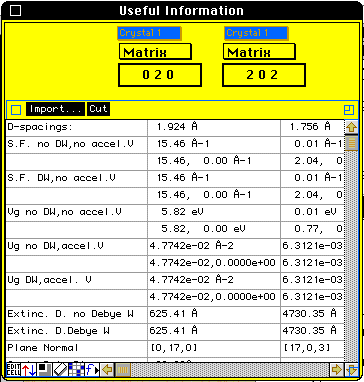 Useful Information
Crystal 1 Crystal 1
Matrix Matrix
0 2 0 2 0 2
Import... Cut
D-spacings: 1.924 Å 1.756 Å
S.F. no DW,no accel.V 15.46 Å-1 0.01 Å-1
15.46, 0.00 Å-1 2.04, 0
S.F. DW,no accel.V 15.46 Å-1 0.01 Å-1
15.46, 0.00 Å-1 2.04, 0
Vg no DW,no accel.V 5.82 eV 0.01 eV
5.82, 0.00 eV 0.77, 0
Ug no DW,accel.V 4.7742e-02 Å-2 6.3121e-03
4.7742e-02,0.0000e+00 6.3121e-03
Ug DW,accel. V 4.7742e-02 Å-2 6.3121e-03
4.7742e-02,0.0000e+00 6.3121e-03
Extinc. D. no Debye W 625.41 Å 4730.35 Å
Extinc. D.Debye W 625.41 Å 4730.35 Å
Plane Normal [0,17,0] [17,0,3]
EDIT CELL f